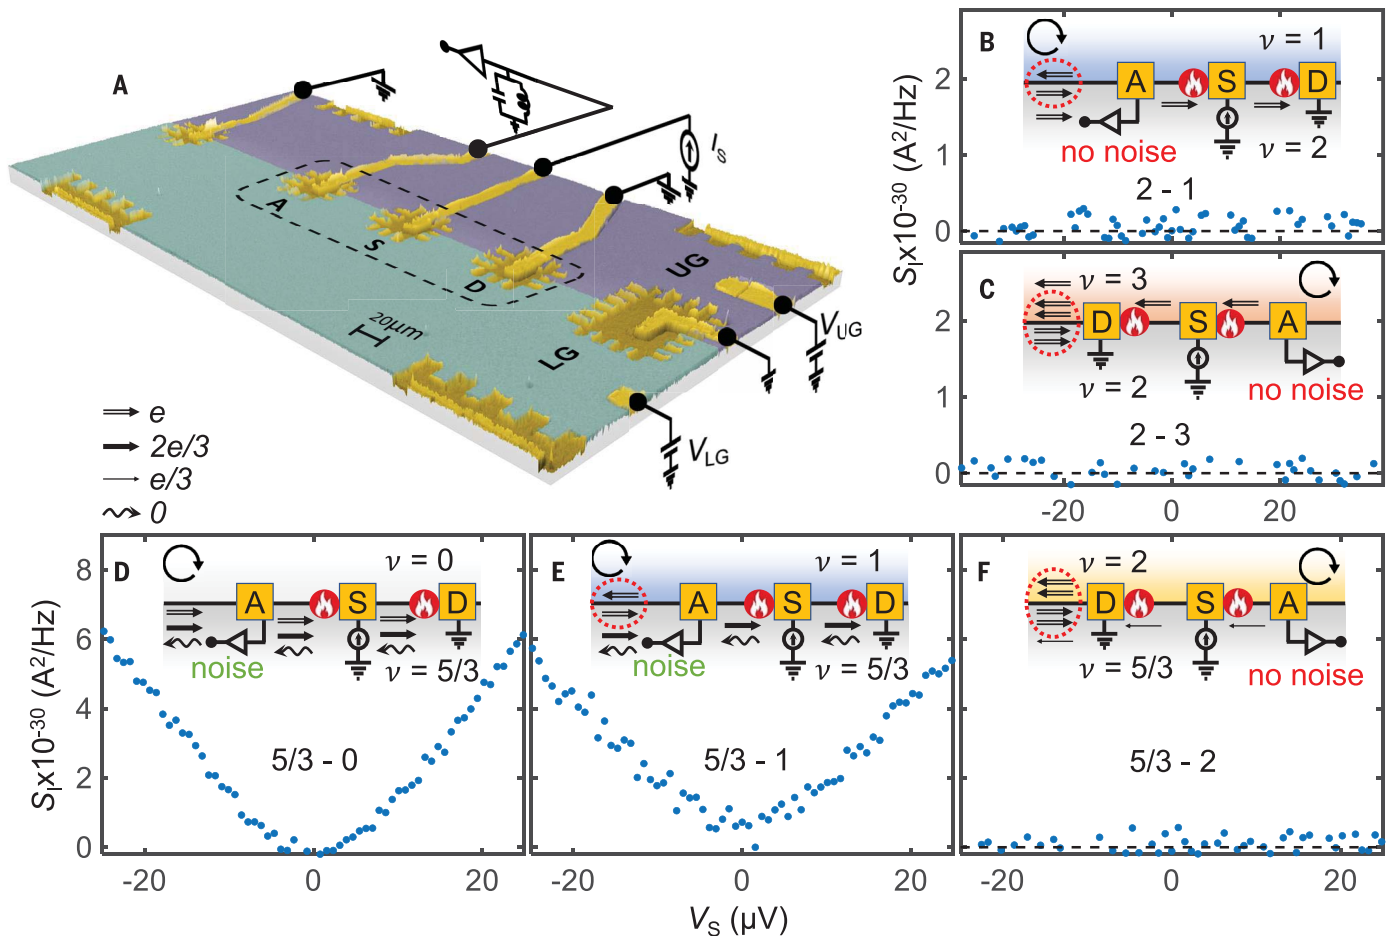 A
I_S
A
S
D
UG
LG
20μm
V_UG
V_LG
e
2e/3
e/3
0
B
ν = 1
A
S
D
no noise
ν = 2
2 - 1
S_I x10^-30 (A^2/Hz)
2
1
0
C
ν = 3
D
S
A
ν = 2
no noise
2 - 3
2
1
0
-20
0
20
D
ν = 0
A
S
D
noise
ν = 5/3
5/3 - 0
S_I x10^-30 (A^2/Hz)
8
6
4
2
0
-20
0
20
E
ν = 1
A
S
D
noise
ν = 5/3
5/3 - 1
-20
0
20
V_S (μV)
F
ν = 2
D
S
A
ν = 5/3
no noise
5/3 - 2
-20
0
20